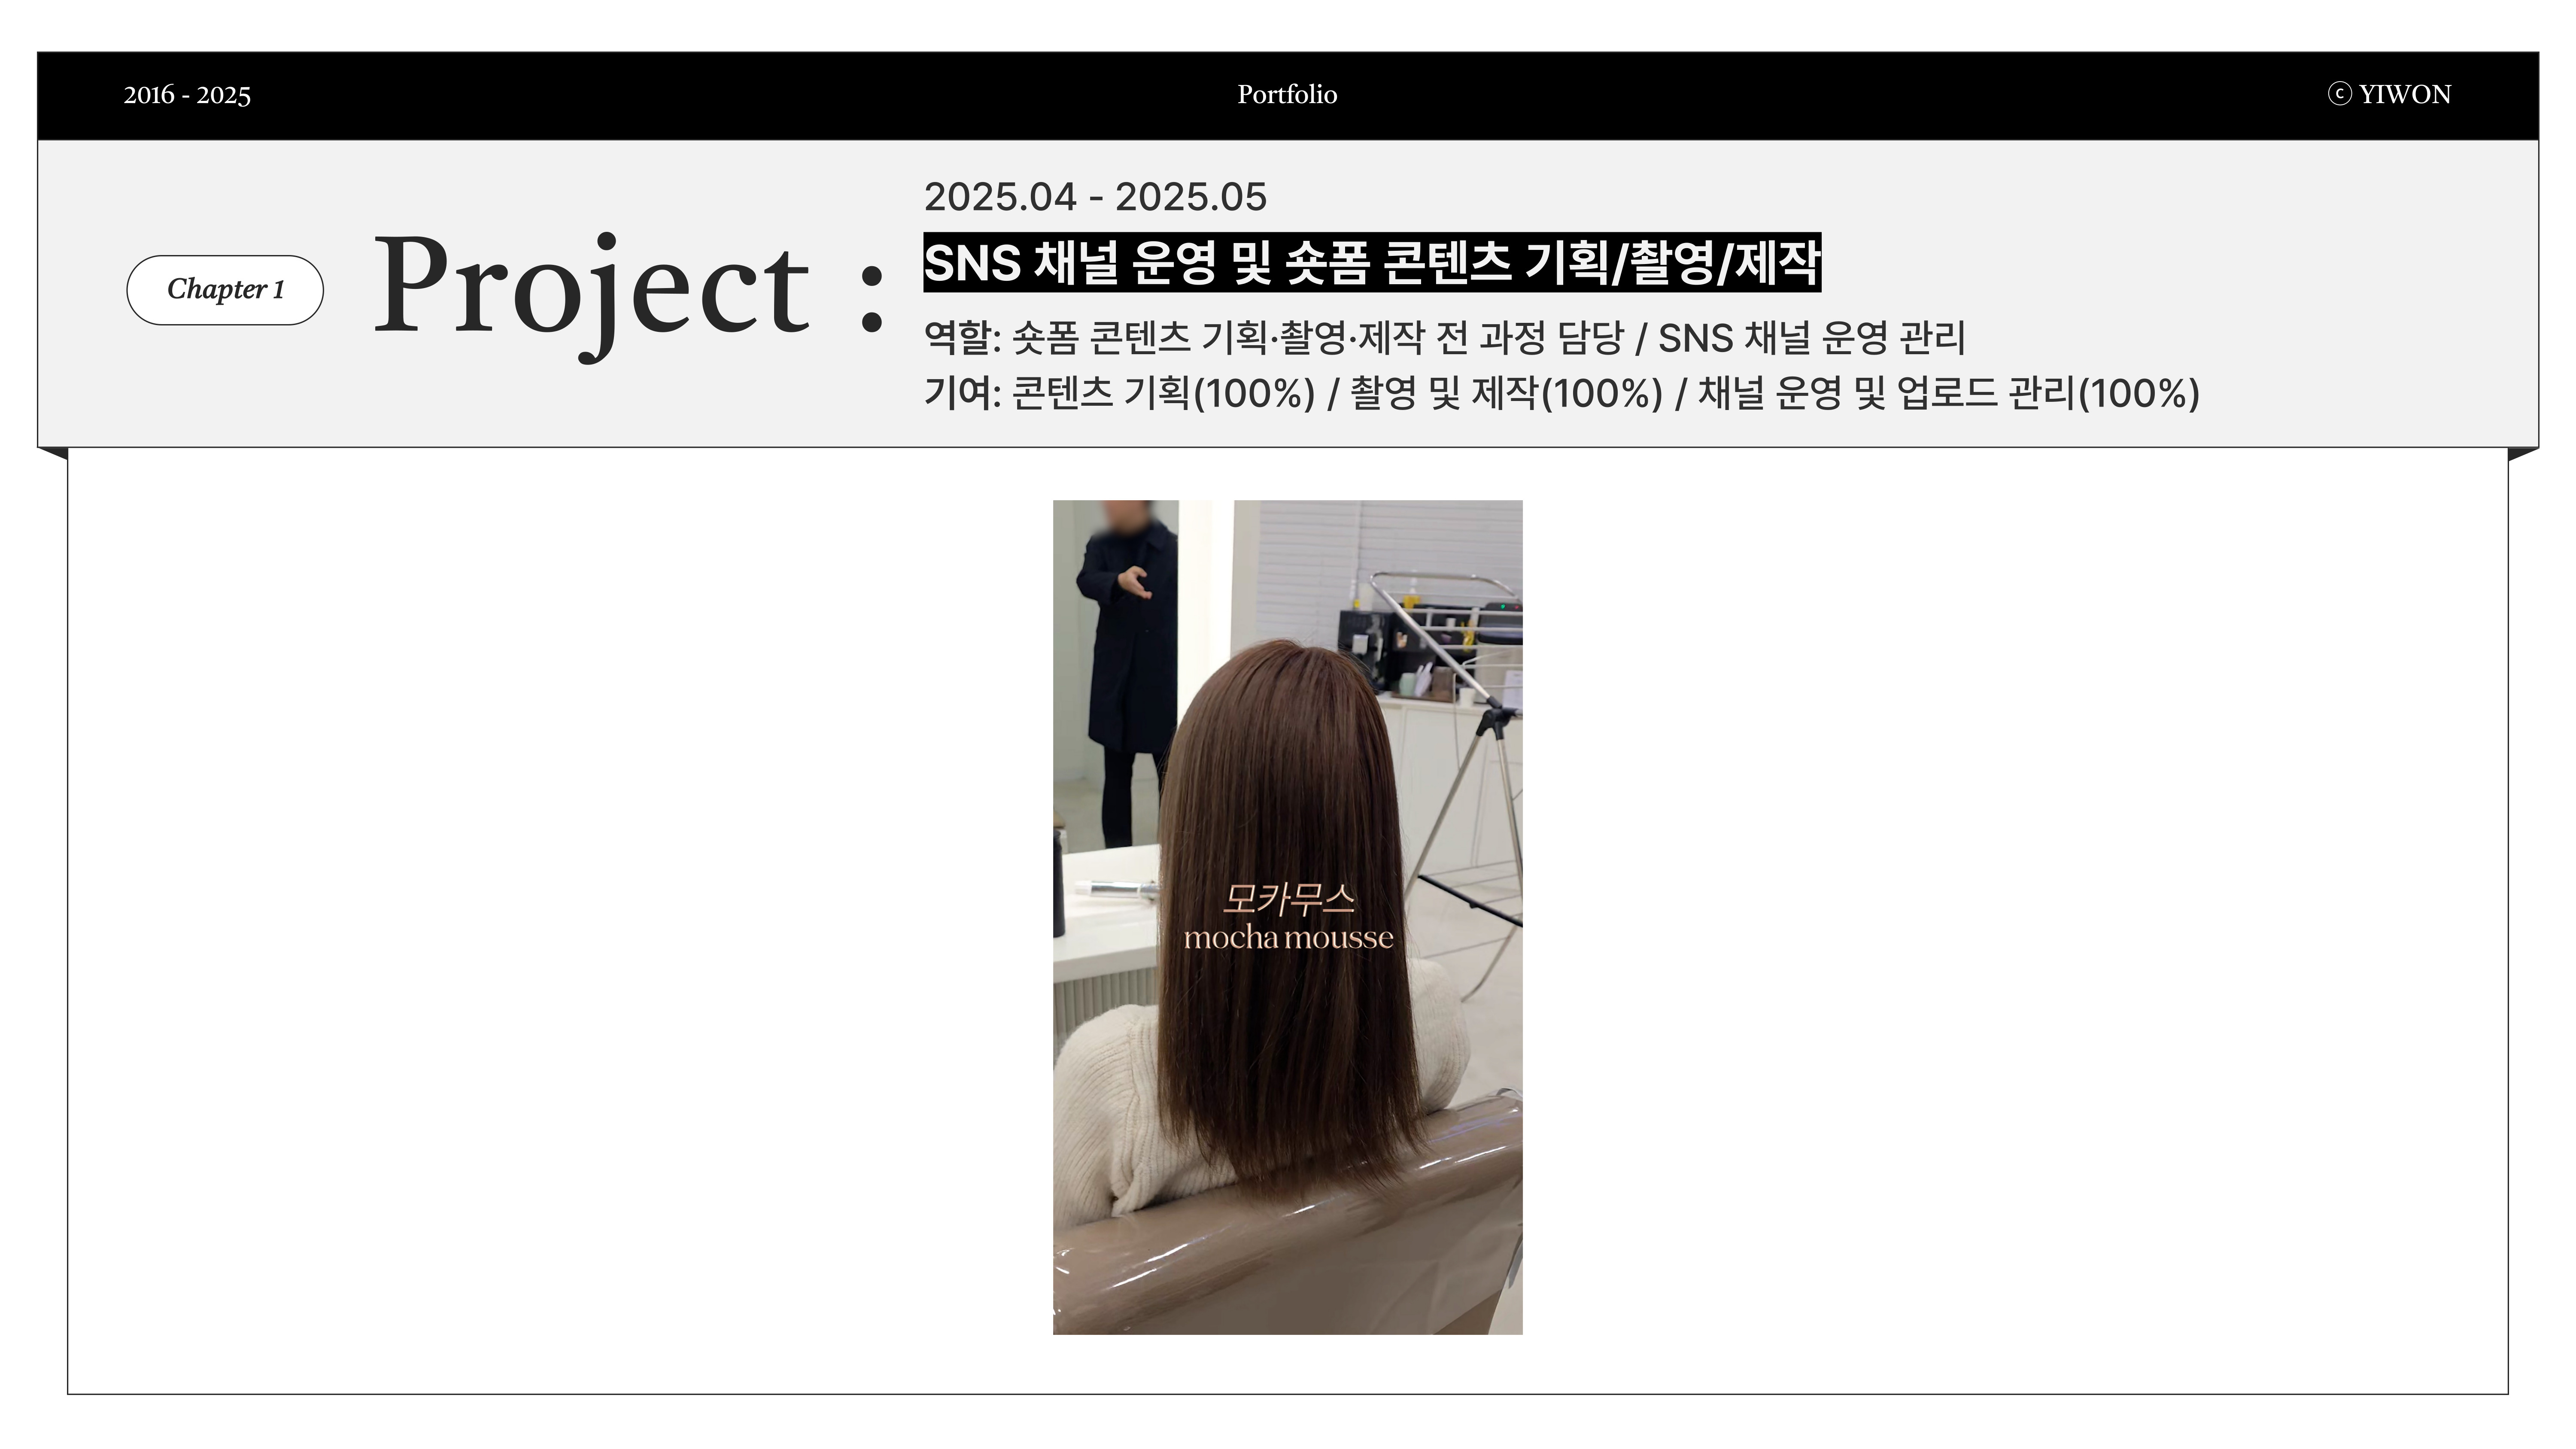 2016 - 2025
Portfolio
ⓒ YIWON
Chapter 1
Project :
2025.04 - 2025.05
SNS 채널 운영 및 숏폼 콘텐츠 기획/촬영/제작
역할: 숏폼 콘텐츠 기획·촬영·제작 전 과정 담당 / SNS 채널 운영 관리
기여: 콘텐츠 기획(100%) / 촬영 및 제작(100%) / 채널 운영 및 업로드 관리(100%)
모카무스
mocha mousse